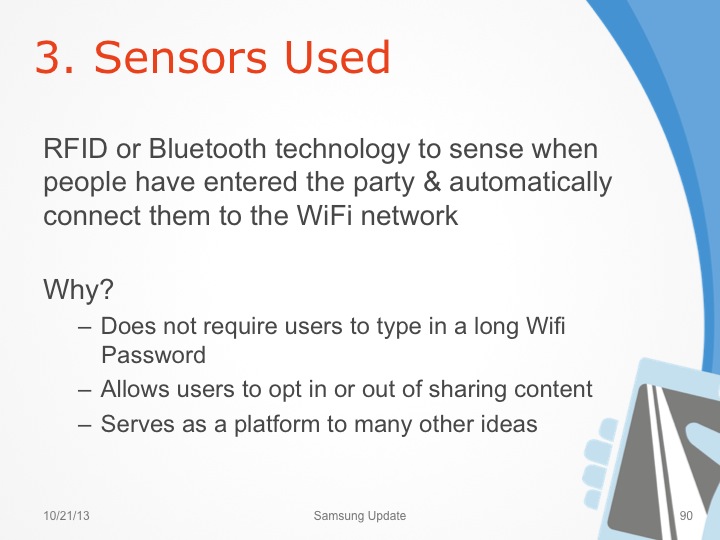 3. Sensors Used
RFID or Bluetooth technology to sense when
people have entered the party & automatically
connect them to the WiFi network
Why?
– Does not require users to type in a long Wifi
Password
– Allows users to opt in or out of sharing content
– Serves as a platform to many other ideas
10/21/13
Samsung Update
90